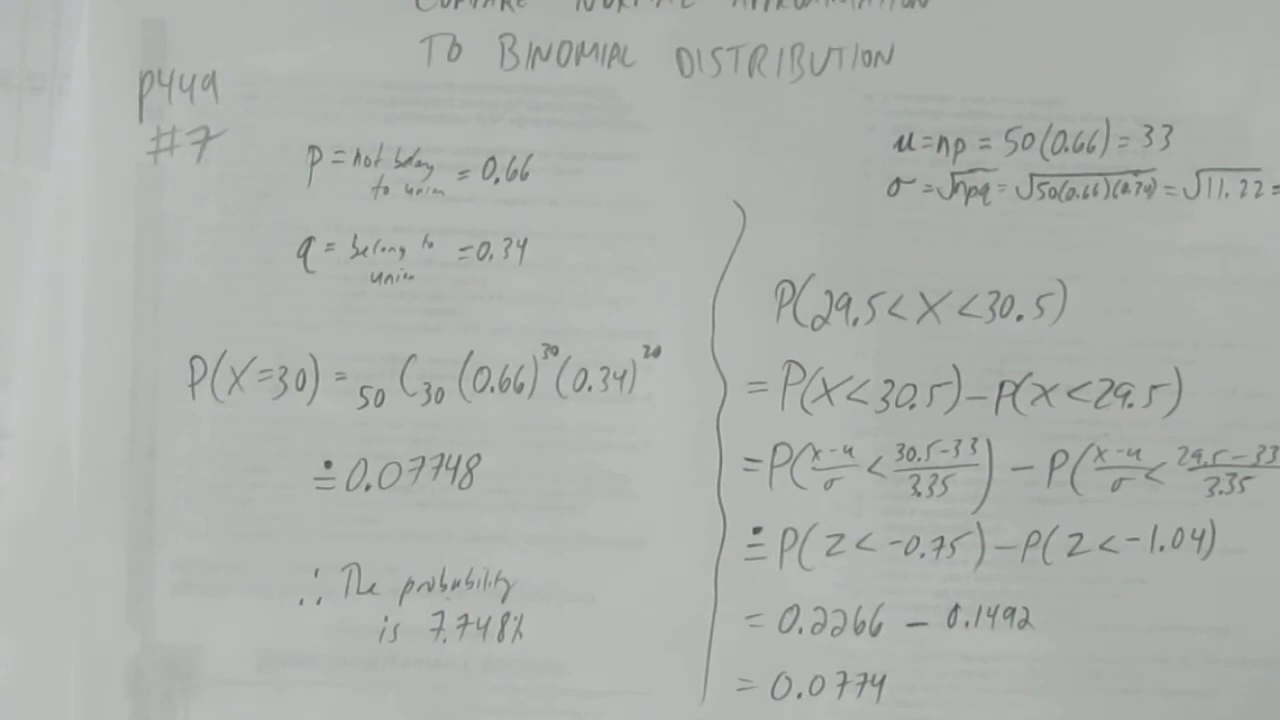 COMPARE NORMAL APPROXIMATION
TO BINOMIAL DISTRIBUTION
P449
#7
p = not belong to union = 0.66
q = belong to union = 0.34
P(X=30) = ₅₀C₃₀ (0.66)³⁰ (0.34)²⁰
≐ 0.07748
∴ The probability
is 7.748%
μ = np = 50(0.66) = 33
σ = √npq = √50(0.66)(0.34) = √11.22 =
P(29.5 < X < 30.5)
= P(X < 30.5) - P(X < 29.5)
= P(x-μ/σ < 30.5-33/3.35) - P(x-μ/σ < 29.5-33/3.35
≐ P(Z < -0.75) - P(Z < -1.04)
= 0.2266 - 0.1492
= 0.0774